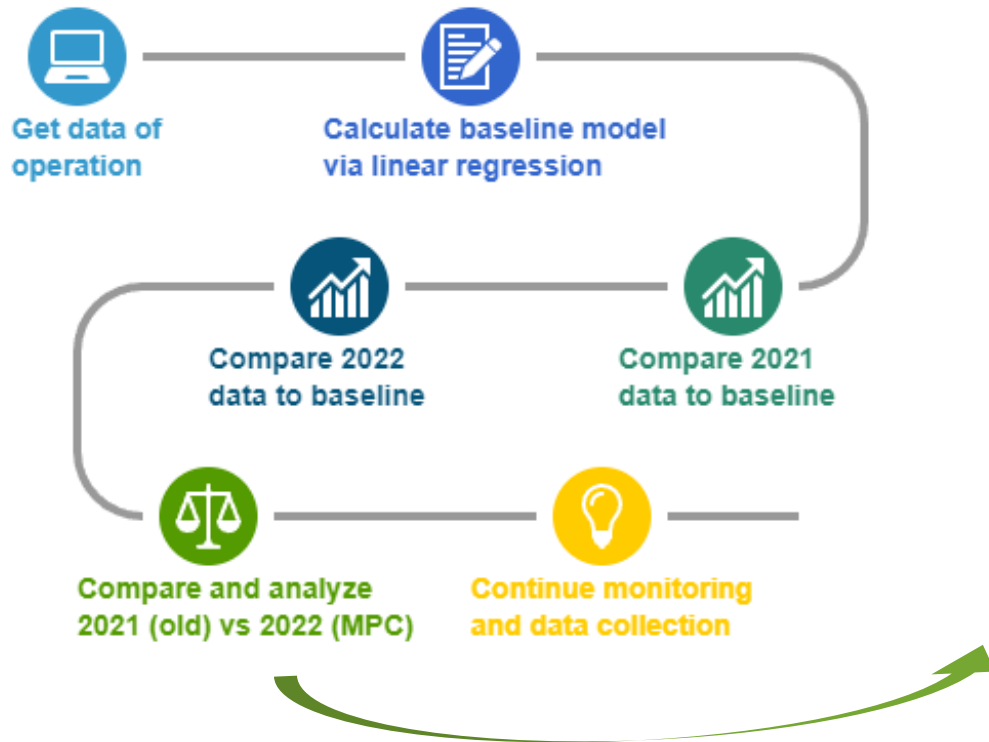 Get data of
operation
Calculate baseline model
via linear regression
Compare 2021
data to baseline
Compare 2022
data to baseline
Compare and analyze
2021 (old) vs 2022 (MPC)
Continue monitoring
and data collection